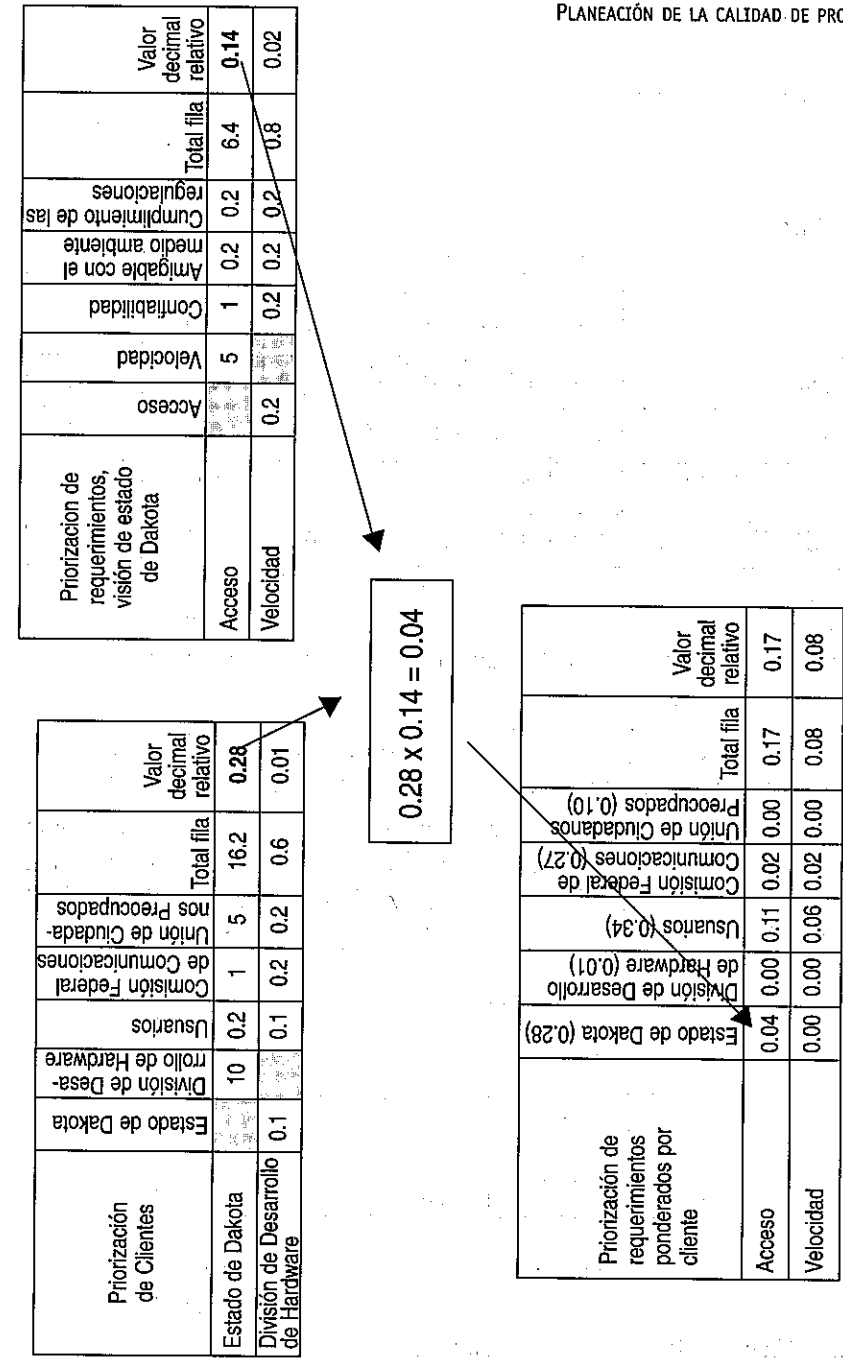 PLANEACIÓN DE LA CALIDAD DE PRO
Priorización
de Clientes
Estado de Dakota
División de Desa-
rrollo de Hardware
Usuarios
Comisión Federal
de Comunicaciones
Unión de Ciudada-
nos Preocupados
Total fila
Valor
decimal
relativo
Estado de Dakota 10 0.2 1 5 16.2 0.28
División de Desarrollo
de Hardware 0.1 0.1 0.2 0.2 0.6 0.01
Priorizacion de
requerimientos,
visión de estado
de Dakota
Acceso
Velocidad
Confiabilidad
Amigable con el
medio ambiente
Cumplimiento de las
regulaciones
Total fila
Valor
decimal
relativo
Acceso 5 1 0.2 0.2 6.4 0.14
Velocidad 0.2 0.2 0.2 0.2 0.8 0.02
0.28 x 0.14 = 0.04
Priorización de
requerimientos
ponderados por
cliente
Estado de Dakota (0.28)
División de Desarrollo
de Hardware (0.01)
Usuarios (0.34)
Comisión Federal de
Comunicaciones (0.27)
Unión de Ciudadanos
Preocupados (0.10)
Total fila
Valor
decimal
relativo
Acceso 0.04 0.00 0.11 0.02 0.00 0.17 0.17
Velocidad 0.00 0.00 0.06 0.02 0.00 0.08 0.08